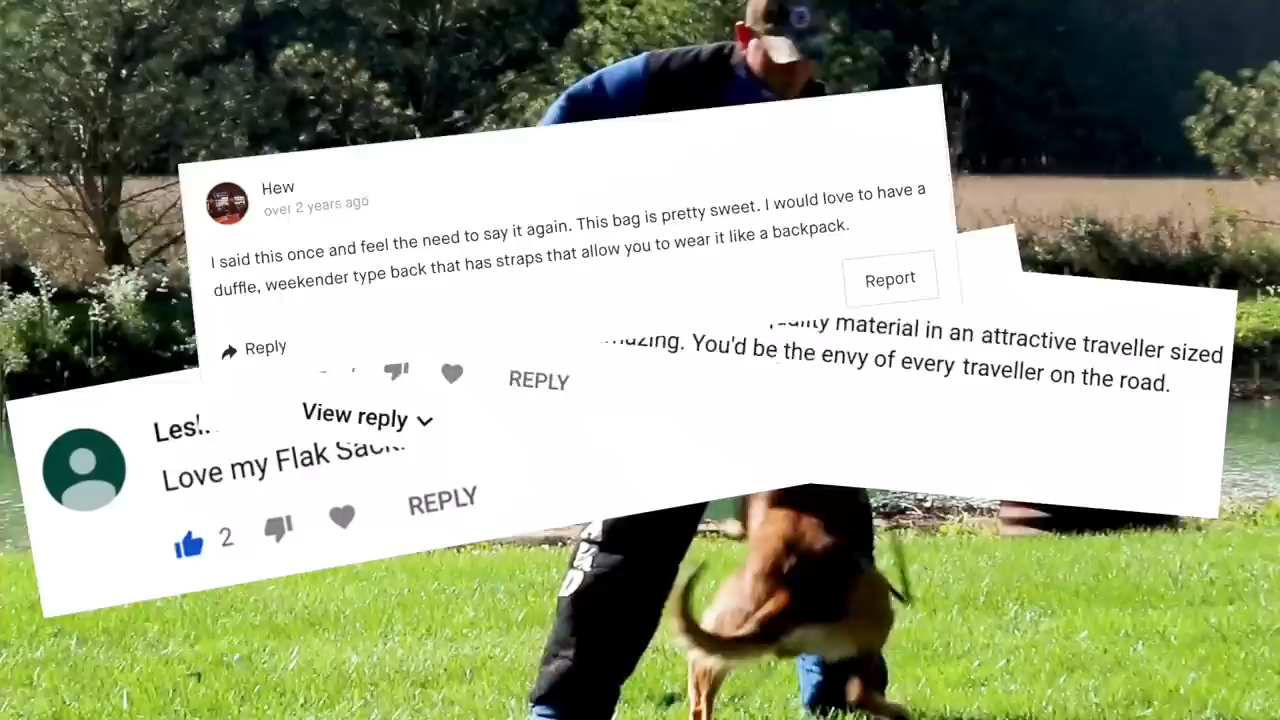 Hew
over 2 years ago
I said this once and feel the need to say it again. This bag is pretty sweet. I would love to have a
duffle, weekender type back that has straps that allow you to wear it like a backpack.
Report
Reply
material in an attractive traveller sized
You'd be the envy of every traveller on the road.
REPLY
View reply
Love my Flak
2
REPLY